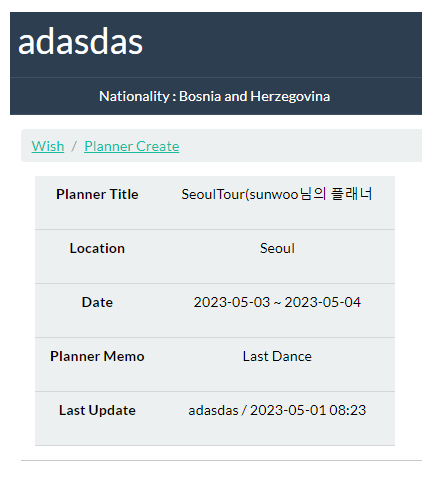 adasdas
Nationality : Bosnia and Herzegovina
Wish / Planner Create
Planner Title SeoulTour(sunwoo님의 플래너
Location Seoul
Date 2023-05-03 ~ 2023-05-04
Planner Memo Last Dance
Last Update adasdas / 2023-05-01 08:23